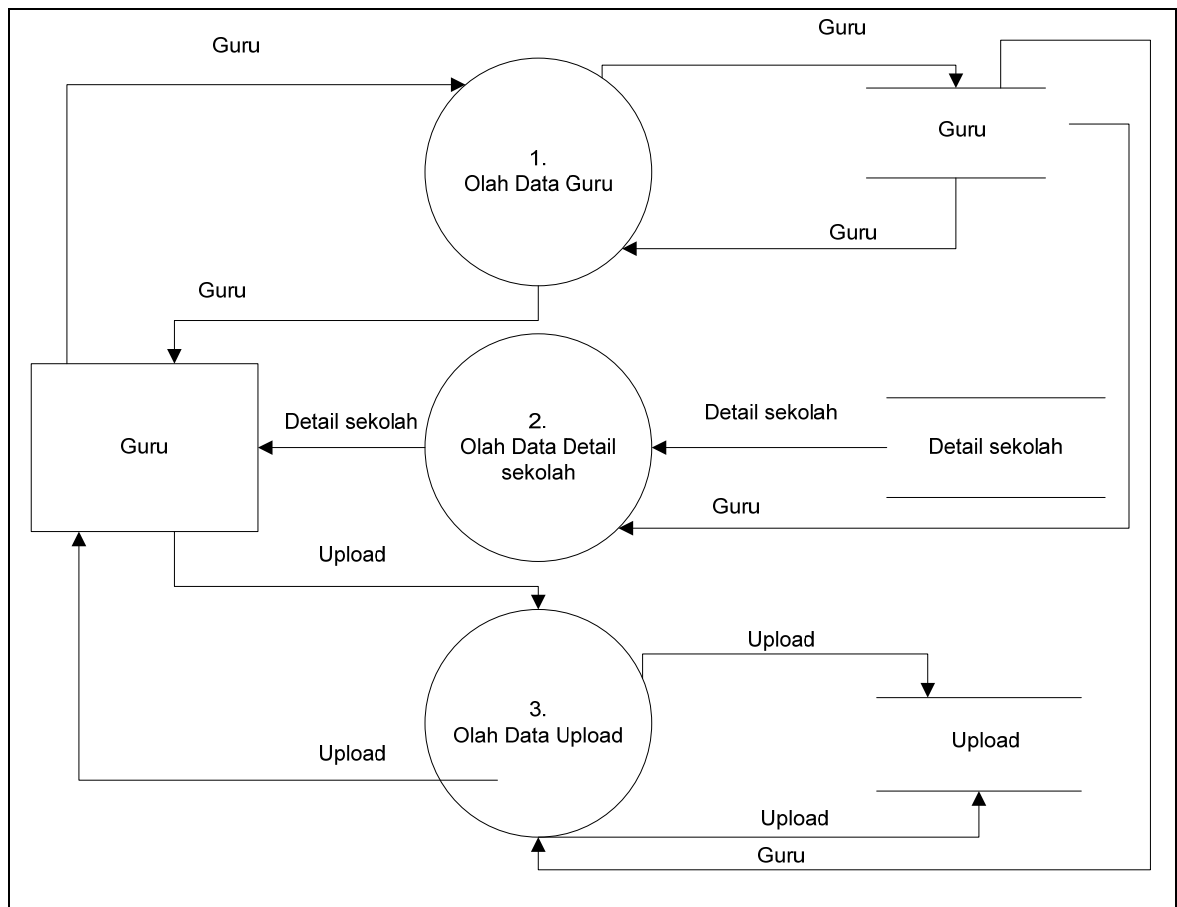 Guru
Guru
Guru
1.
Olah Data Guru
Guru
Guru
Detail sekolah
Detail sekolah
2.
Olah Data Detail
sekolah
Guru
Detail sekolah
Guru
Upload
Upload
3.
Olah Data Upload
Upload
Upload
Upload
Guru